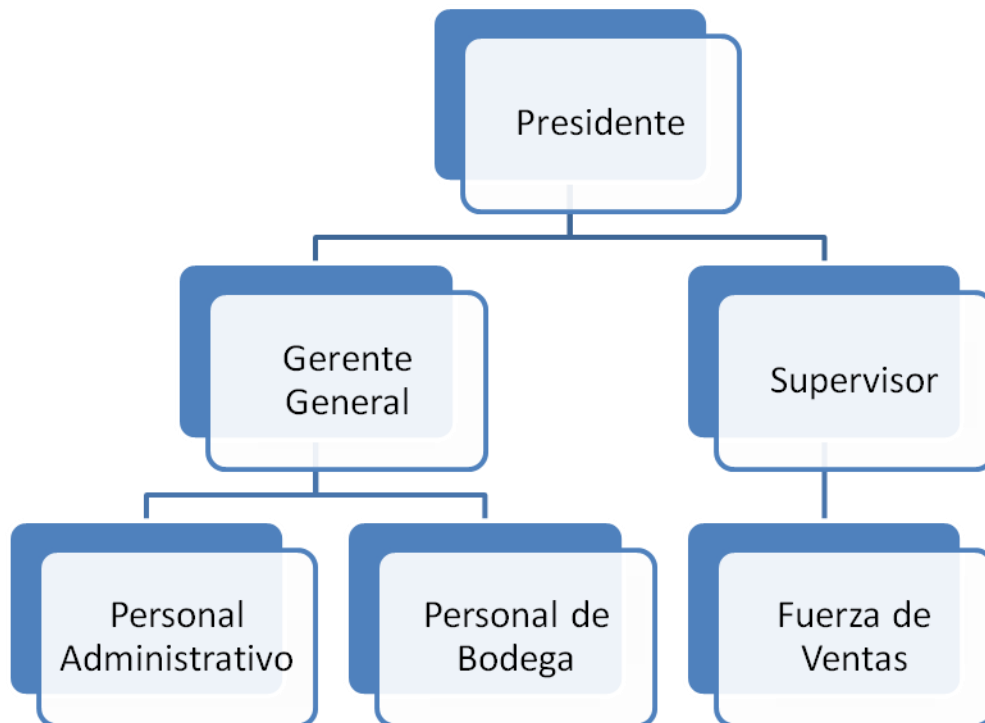 Presidente
Gerente
General
Supervisor
Personal
Administrativo
Personal de
Bodega
Fuerza de
Ventas